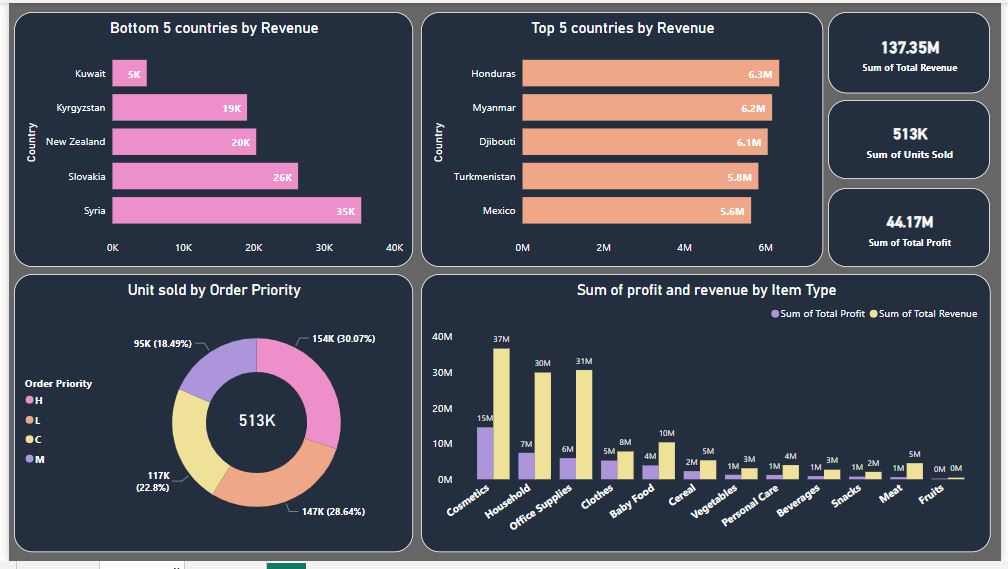 Bottom 5 countries by Revenue
Country
Kuwait
5K
Kyrgyzstan
19K
New Zealand
20K
Slovakia
26K
Syria
35K
0K 10K 20K 30K 40K
Top 5 countries by Revenue
Country
Honduras
6.3M
Myanmar
6.2M
Djibouti
6.1M
Turkmenistan
5.8M
Mexico
5.6M
0M 2M 4M 6M
137.35M
Sum of Total Revenue
513K
Sum of Units Sold
44.17M
Sum of Total Profit
Unit sold by Order Priority
Order Priority
H
L
C
M
95K (18.49%)
154K (30.07%)
513K
117K
(22.8%)
147K (28.64%)
Sum of profit and revenue by Item Type
Sum of Total Profit Sum of Total Revenue
40M
30M
20M
10M
0M
15M 37M
7M 30M
6M 31M
5M 8M
4M 10M
2M 5M
1M 3M
1M 4M
1M 3M
1M 2M
1M 5M
0M 0M
Cosmetics
Household
Office Supplies
Clothes
Baby Food
Cereal
Vegetables
Personal Care
Beverages
Snacks
Meat
Fruits